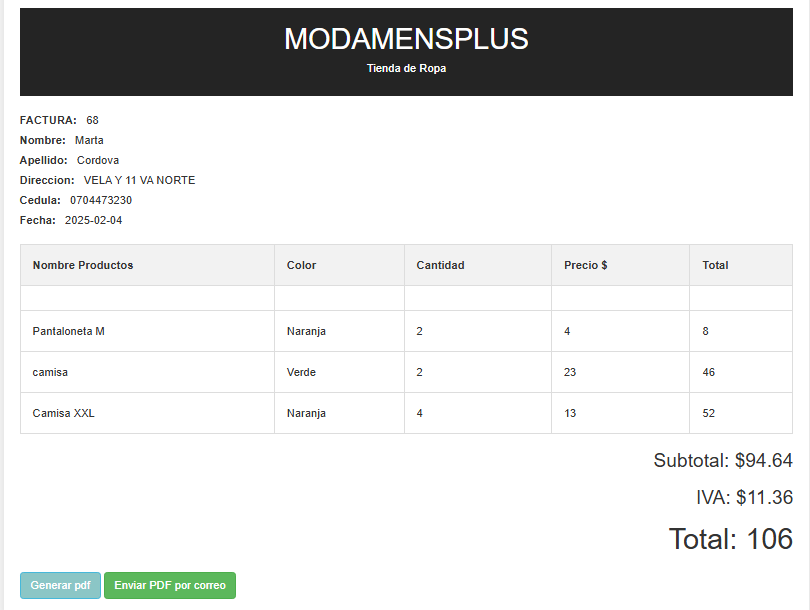 MODAMENSPLUS
Tienda de Ropa
FACTURA: 68
Nombre: Marta
Apellido: Cordova
Direccion: VELA Y 11 VA NORTE
Cedula: 0704473230
Fecha: 2025-02-04
Nombre Productos Color Cantidad Precio $ Total
Pantaloneta M Naranja 2 4 8
camisa Verde 2 23 46
Camisa XXL Naranja 4 13 52
Subtotal: $94.64
IVA: $11.36
Total: 106
Generar pdf Enviar PDF por correo